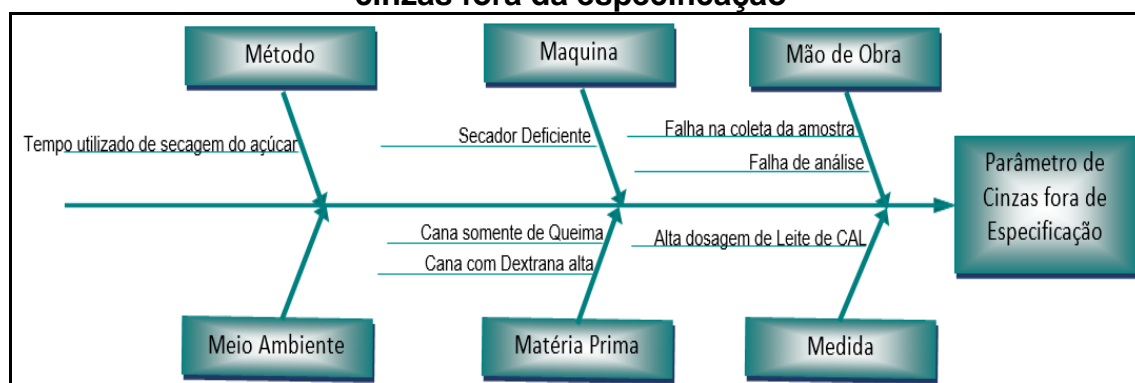 cinzas fora da especificação
Método
Maquina
Mão de Obra
Tempo utilizado de secagem do açúcar
Secador Deficiente
Falha na coleta da amostra
Falha de análise
Parâmetro de
Cinzas fora de
Especificação
Cana somente de Queima
Cana com Dextrana alta
Alta dosagem de Leite de CAL
Meio Ambiente
Matéria Prima
Medida